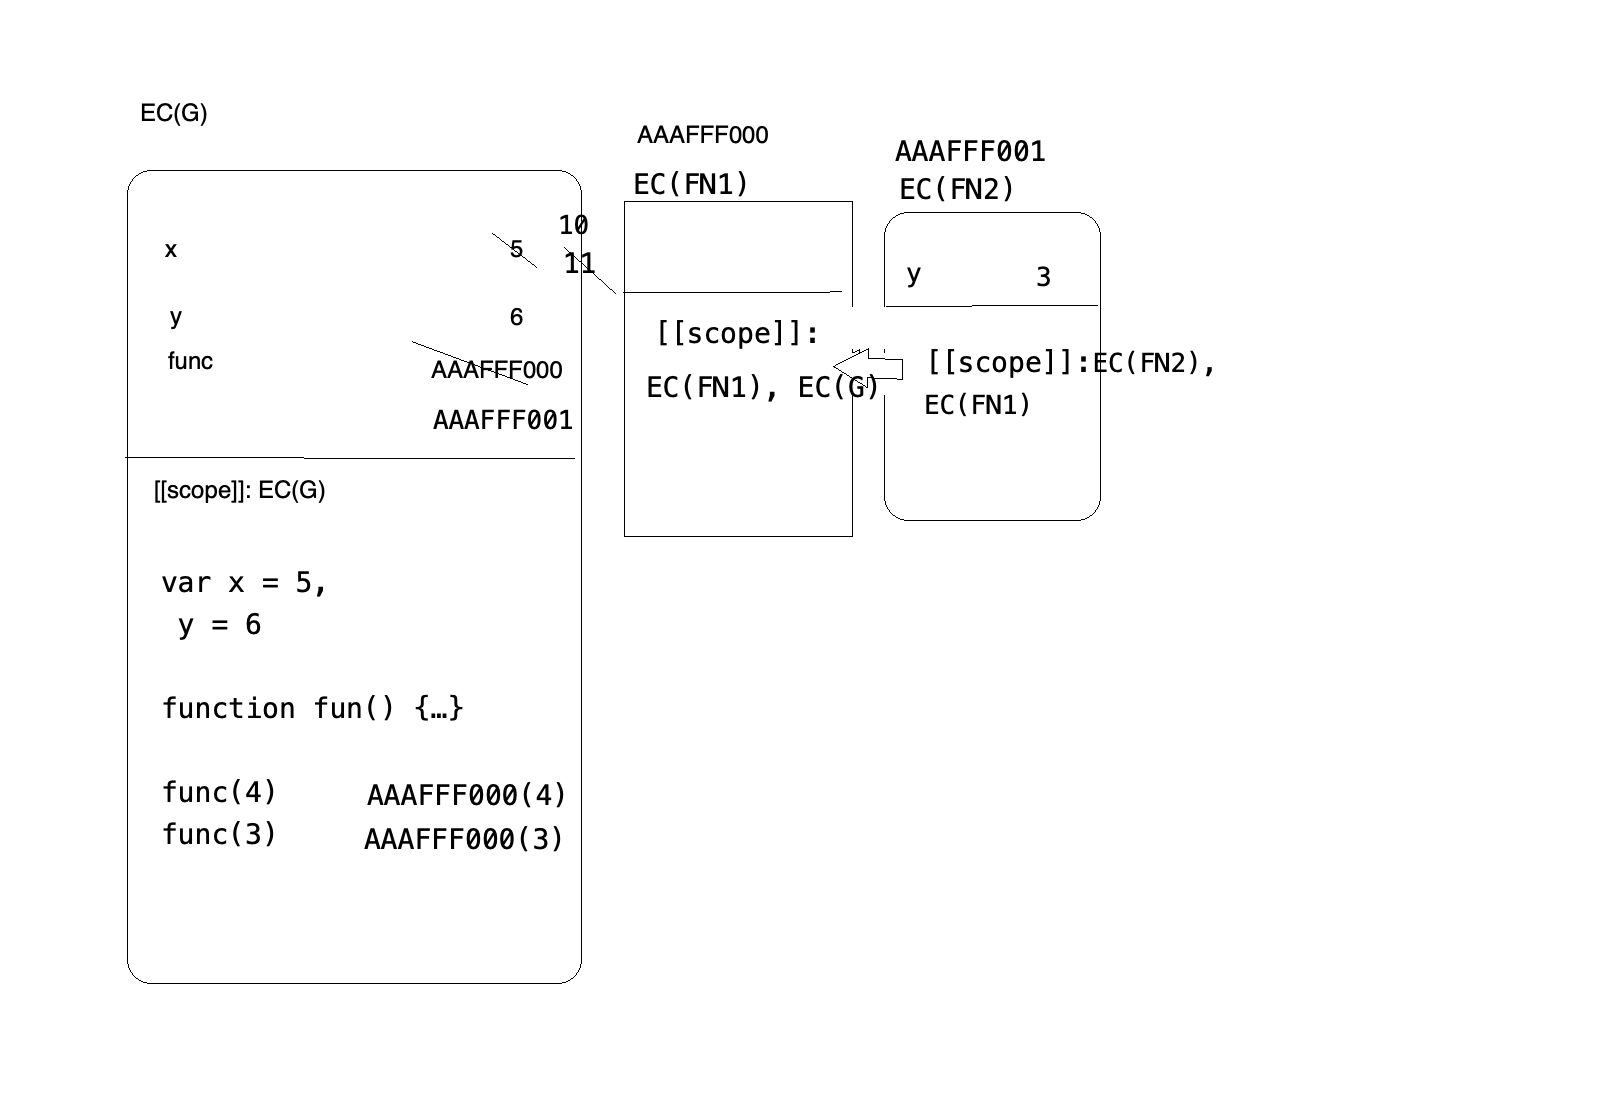 EC(G)
x 5 10
11
y 6
func AAAFFF000
AAAFFF001
[[scope]]: EC(G)
var x = 5,
y = 6
function fun() {…}
func(4) AAAFFF000(4)
func(3) AAAFFF000(3)
AAAFFF000
EC(FN1)
[[scope]]:
EC(FN1), EC(G)
AAAFFF001
EC(FN2)
y 3
[[scope]]:EC(FN2),
EC(FN1)